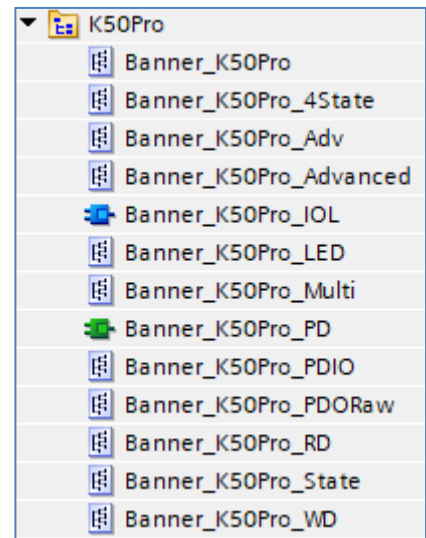 K50Pro
Banner_K50Pro
Banner_K50Pro_4State
Banner_K50Pro_Adv
Banner_K50Pro_Advanced
Banner_K50Pro_IOL
Banner_K50Pro_LED
Banner_K50Pro_Multi
Banner_K50Pro_PD
Banner_K50Pro_PDIO
Banner_K50Pro_PDORaw
Banner_K50Pro_RD
Banner_K50Pro_State
Banner_K50Pro_WD